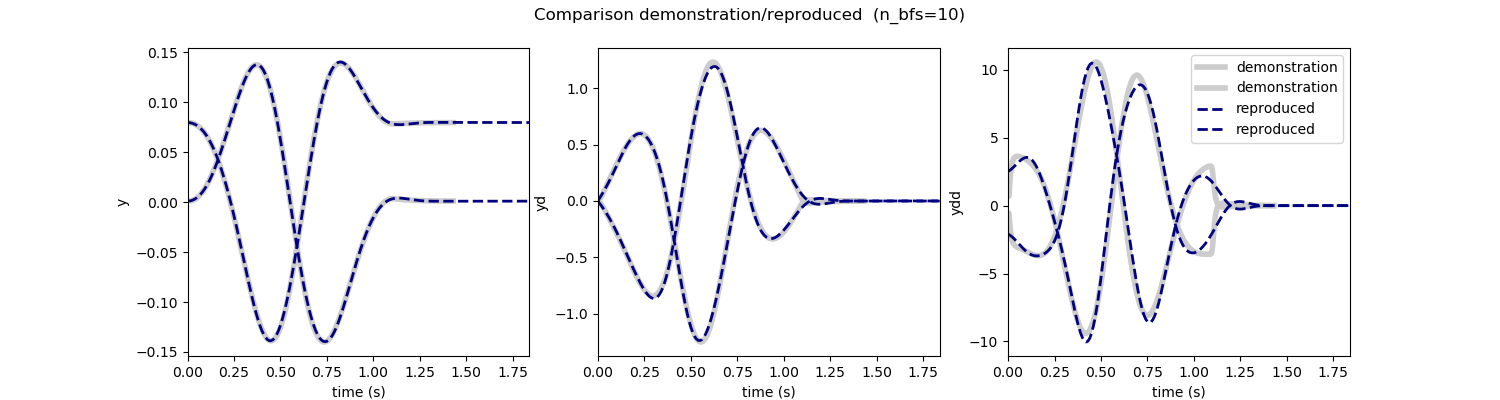 Comparison demonstration/reproduced (n_bfs=10)
0.15
0.10
0.05
0.00
−0.05
−0.10
−0.15
y
0.00 0.25 0.50 0.75 1.00 1.25 1.50 1.75
time (s)
1.0
0.5
0.0
−0.5
−1.0
yd
0.00 0.25 0.50 0.75 1.00 1.25 1.50 1.75
time (s)
10
5
0
−5
−10
ydd
0.00 0.25 0.50 0.75 1.00 1.25 1.50 1.75
time (s)
demonstration
demonstration
reproduced
reproduced